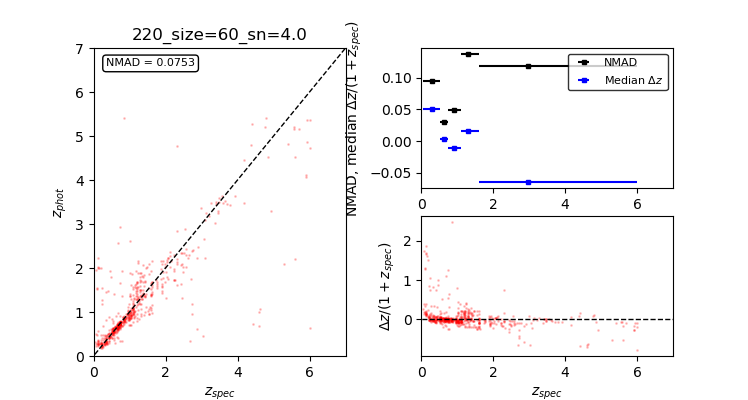 220_size=60_sn=4.0
NMAD = 0.0753
7
6
5
4
3
2
1
0
0 2 4 6
z_phot
z_spec
NMAD, median Δz/(1 + z_spec)
NMAD
Median Δz
0.10
0.05
0.00
−0.05
0 2 4 6
Δz/(1 + z_spec)
2
1
0
0 2 4 6
z_spec